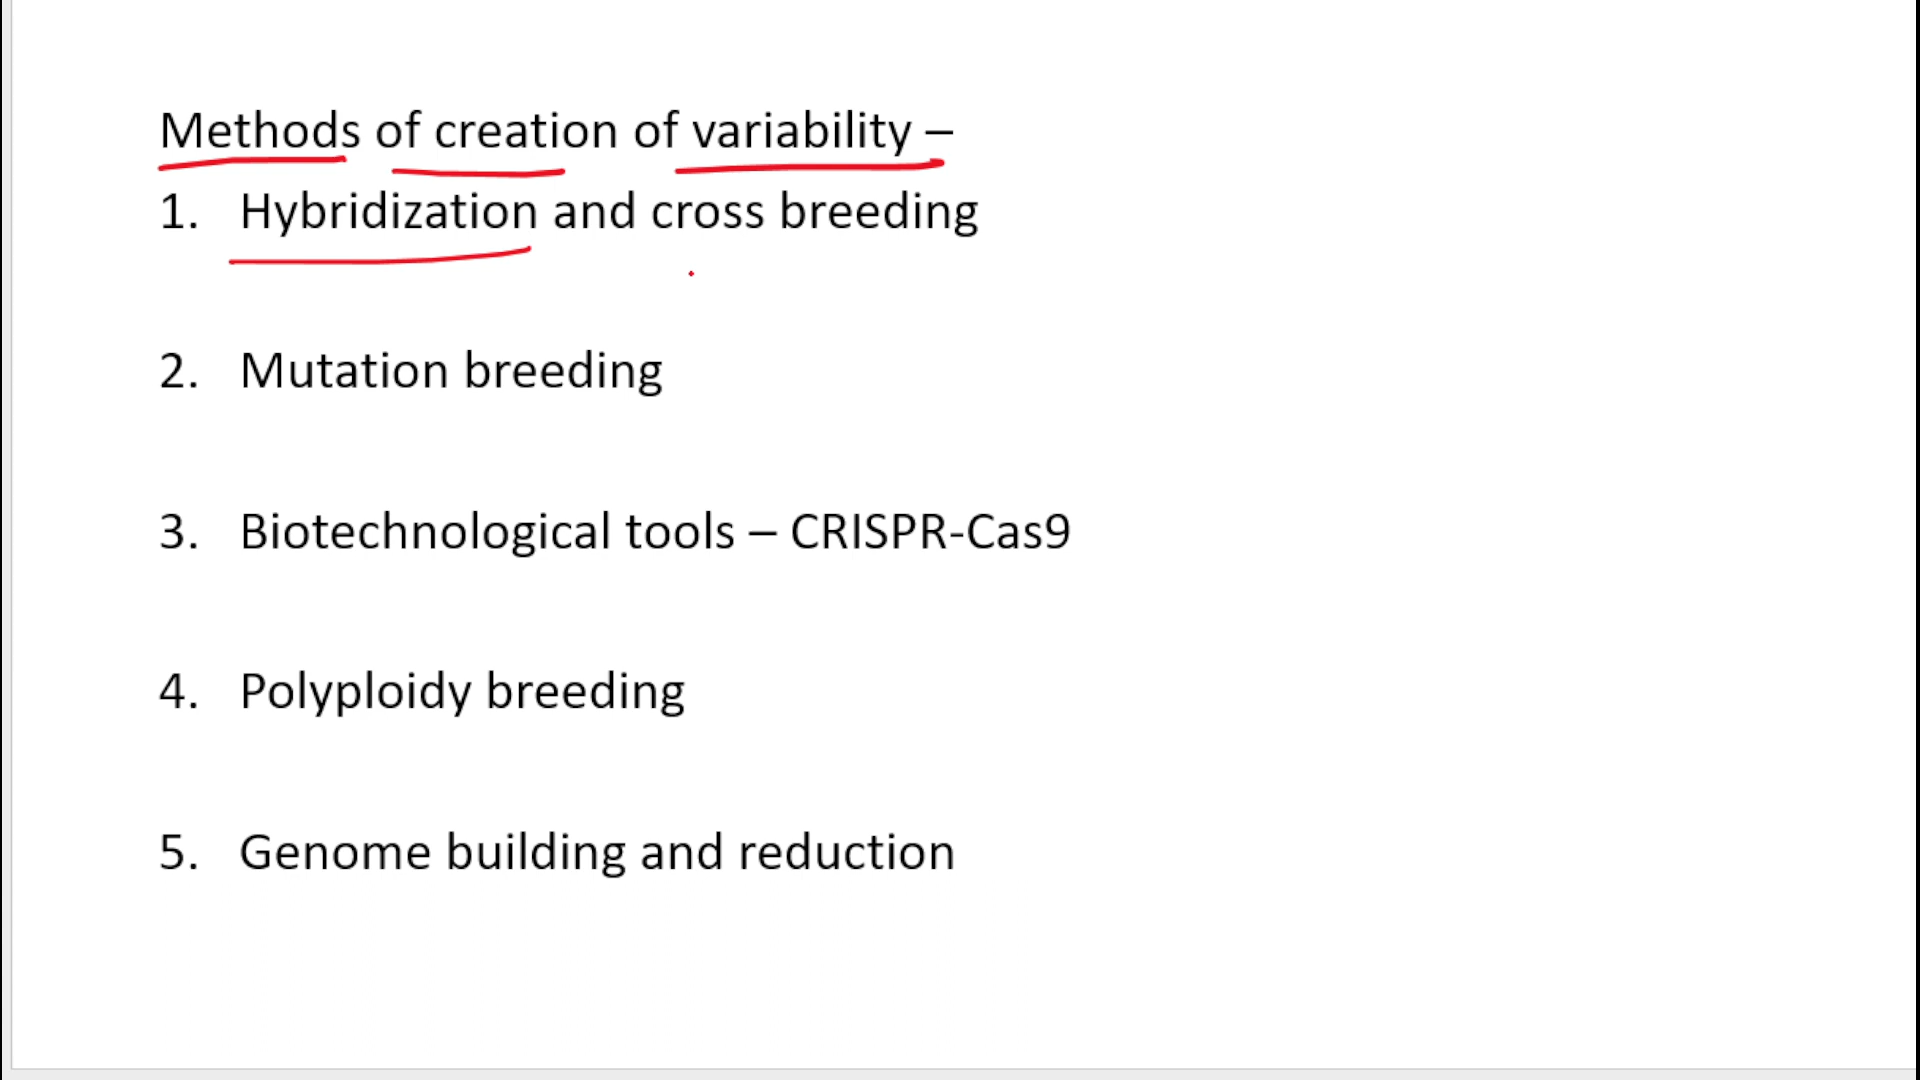 Methods of creation of variability –
1. Hybridization and cross breeding
2. Mutation breeding
3. Biotechnological tools – CRISPR-Cas9
4. Polyploidy breeding
5. Genome building and reduction